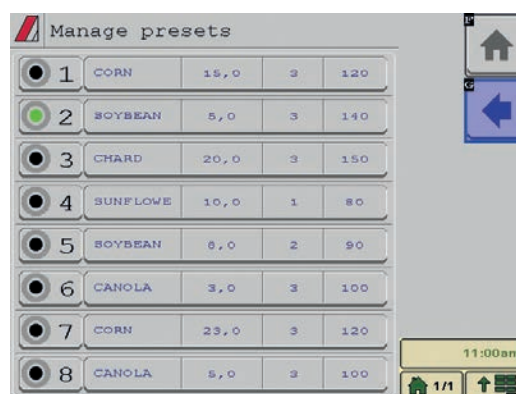 Manage presets
P
1 CORN 15,0 3 120
G
2 SOYBEAN 5,0 3 140
3 CHARD 20,0 3 150
4 SUNFLOWE 10,0 1 80
5 SOYBEAN 8,0 2 90
6 CANOLA 3,0 3 100
7 CORN 23,0 3 120
11:00am
8 CANOLA 5,0 3 100
1/1